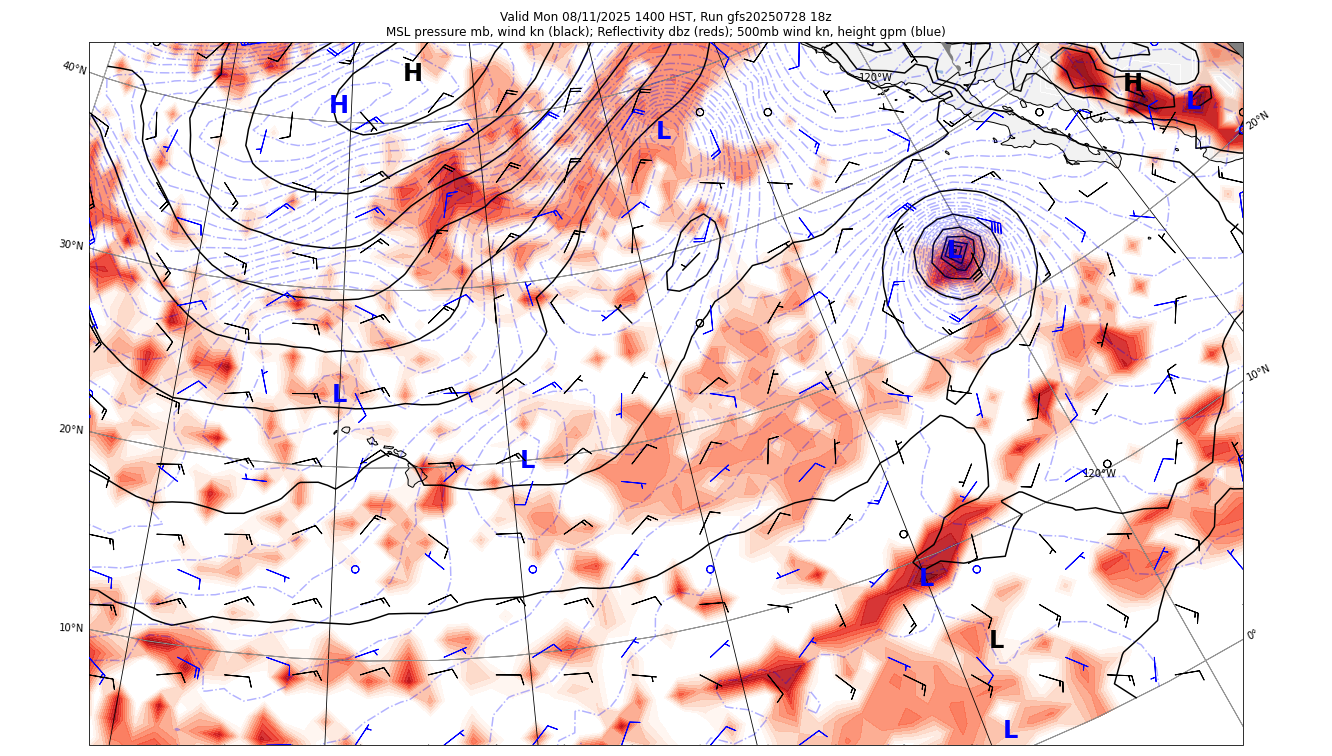 Valid Mon 08/11/2025 1400 HST, Run gfs20250728 18z
MSL pressure mb, wind kn (black); Reflectivity dbz (reds); 500mb wind kn, height gpm (blue)
40°N
120°W
H
H
H
L
L
20°N
30°N
L
10°N
L
20°N
L
120°W
L
10°N
L
0°
L